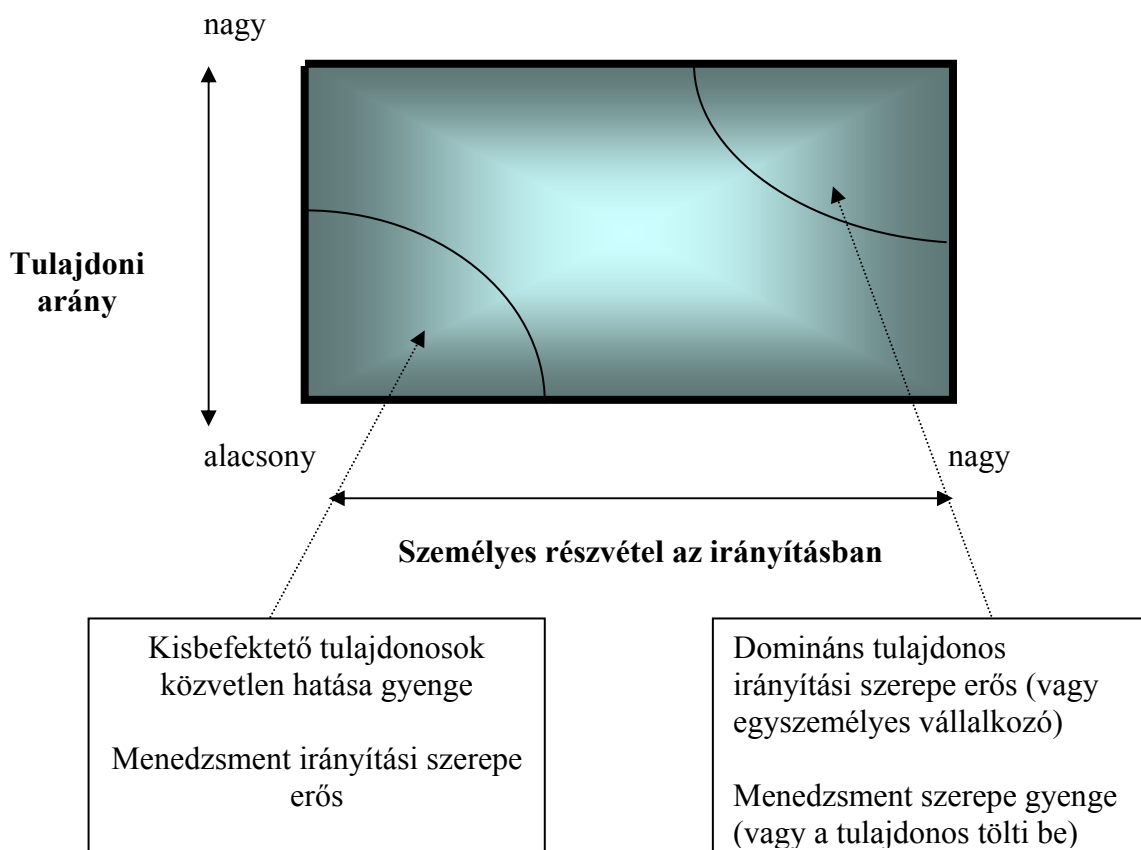 nagy
Tulajdoni
arány
alacsony
nagy
Személyes részvétel az irányításban
Kisbefektető tulajdonosok
közvetlen hatása gyenge
Menedzsment irányítási szerepe
erős
Domináns tulajdonos
irányítási szerepe erős (vagy
egyszemélyes vállalkozó)
Menedzsment szerepe gyenge
(vagy a tulajdonos tölti be)